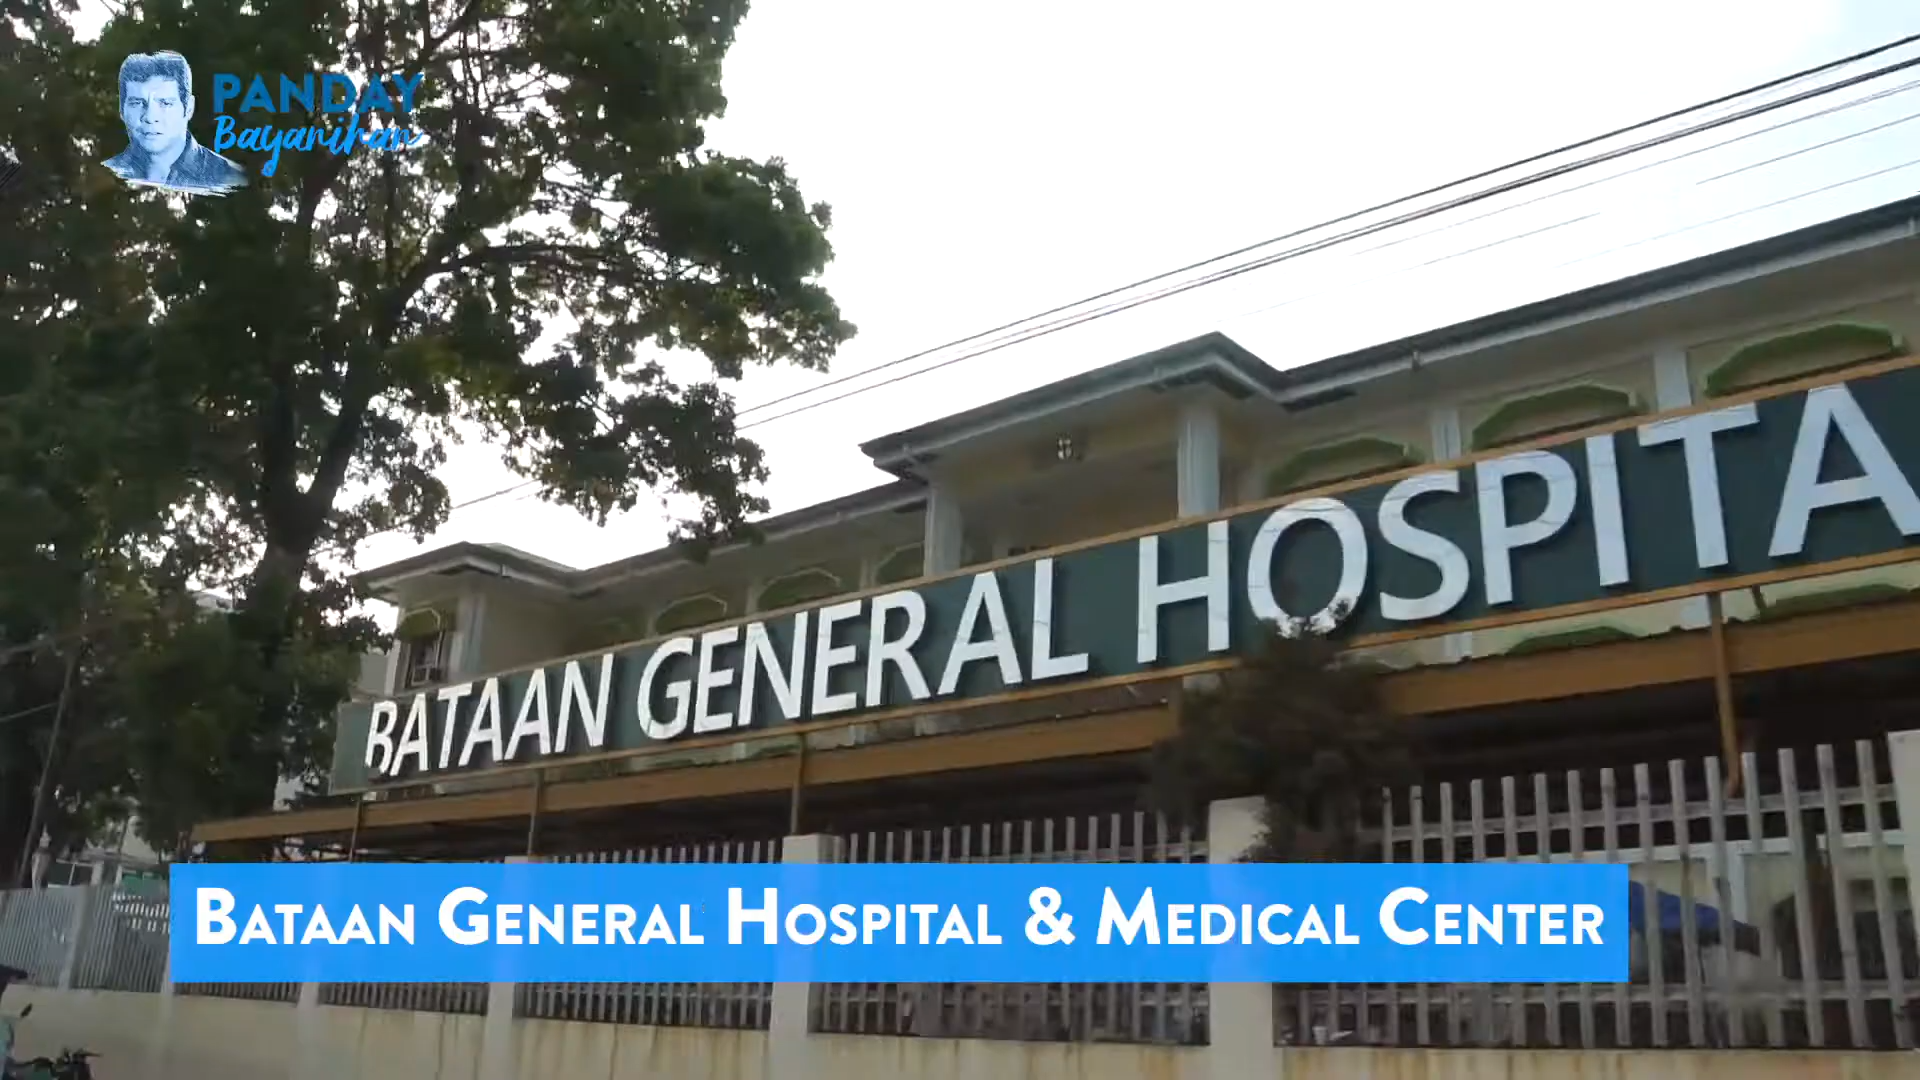 PANDAY
Bayanihan
BATAAN GENERAL HOSPITA
BATAAN GENERAL HOSPITAL & MEDICAL CENTER